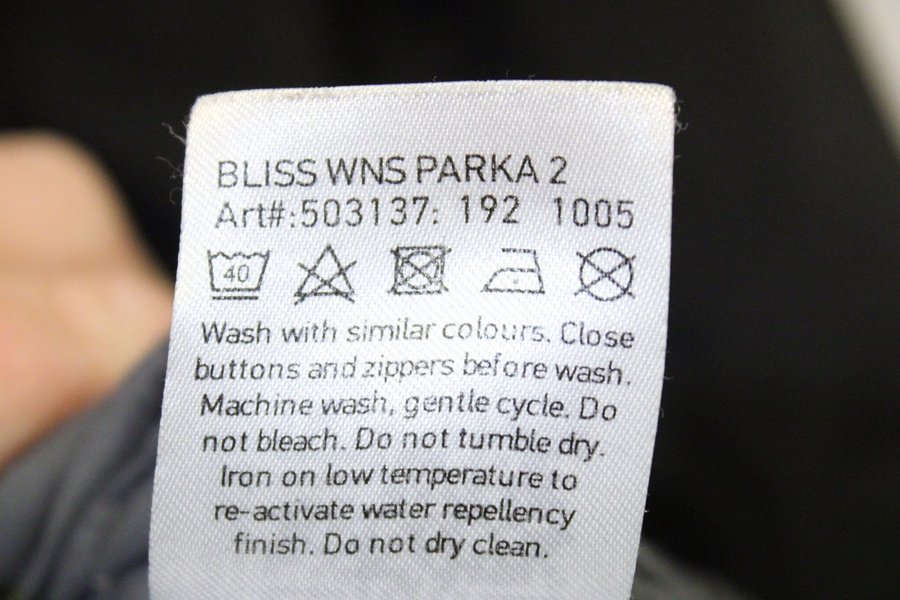 BLISS WNS PARKA 2
Art#:503137: 192 1005
40
Wash with similar colours. Close
buttons and zippers before wash.
Machine wash, gentle cycle. Do
not bleach. Do not tumble dry.
Iron on low temperature to
re-activate water repellency
finish. Do not dry clean.